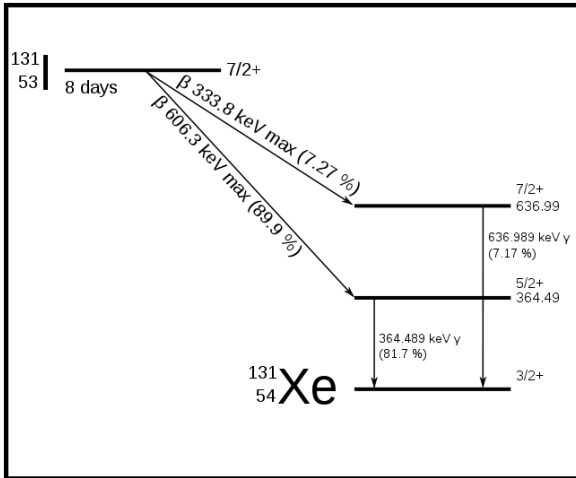 131
53 I
7/2+
8 days
β 333.8 keV max (7.27 %)
β 606.3 keV max (89.9 %)
7/2+
636.99
636.989 keV γ
(7.17 %)
5/2+
364.49
364.489 keV γ
(81.7 %)
131
54 Xe
3/2+